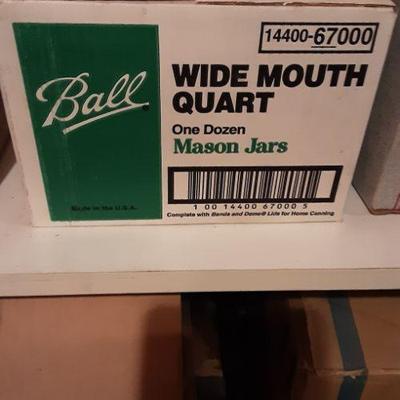 14400-67000
Ball®
WIDE MOUTH
QUART
One Dozen
Mason Jars
1 00 14400 67000 5
Made in the U.S.A.
Complete with Bands and Dome® Lids for Home Canning